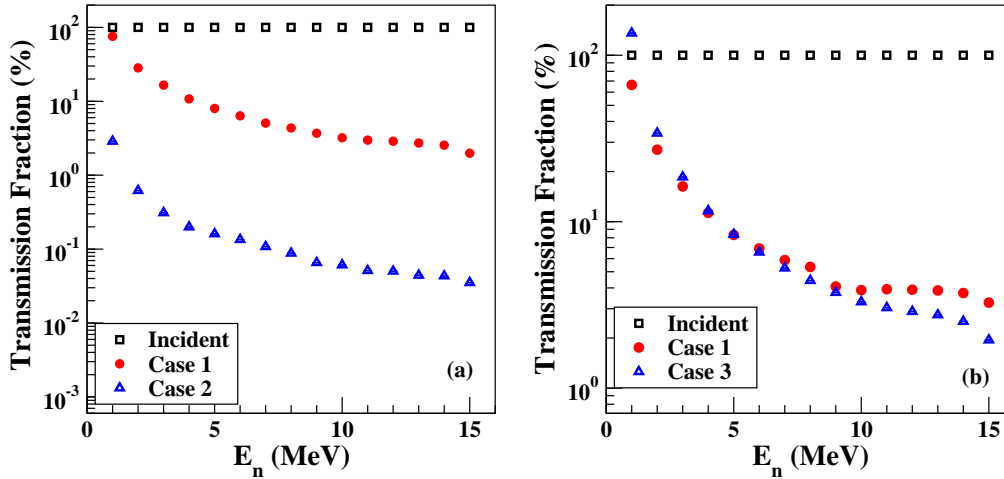 Transmission Fraction (%)
10^2
10^1
10^0
10^-1
10^-2
10^-3
Incident
Case 1
Case 2
(a)
0 5 10 15
E_n (MeV)
Transmission Fraction (%)
10^2
10^1
10^0
Incident
Case 1
Case 3
(b)
0 5 10 15
E_n (MeV)